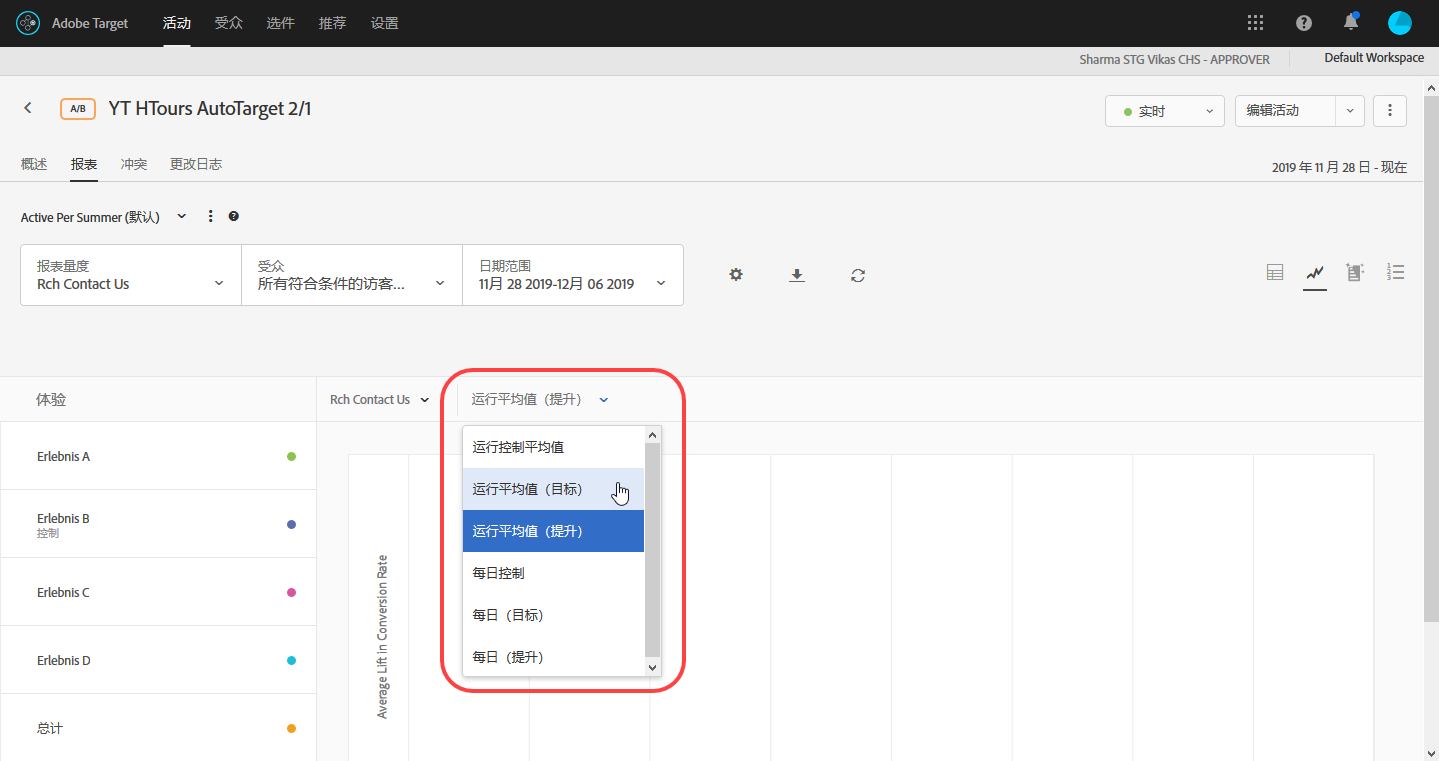 Adobe Target 活动 受众 选件 推荐 设置
Sharma STG Vikas CHS - APPROVER Default Workspace
A/B YT HTours AutoTarget 2/1 实时 编辑活动
概述 报表 冲突 更改日志 2019 年 11 月 28 日 - 现在
Active Per Summer (默认)
报表量度 受众 日期范围
Rch Contact Us 所有符合条件的访客... 11月 28 2019-12月 06 2019
体验 Rch Contact Us 运行平均值（提升）
运行控制平均值
运行平均值（目标）
运行平均值（提升）
每日控制
每日（目标）
每日（提升）
Erlebnis A
Erlebnis B
控制
Erlebnis C
Erlebnis D
总计
Average Lift in Conversion Rate